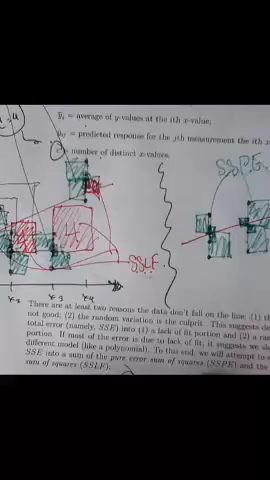 ȳᵢ = average of y-values at the ith x-value;
ŷᵢⱼ = predicted response for the jth measurement the ith x
c = number of distinct x-values.
SSPE
SSLF
x₂ x₃ x₄
There are at least two reasons the data don't fall on the line: (1) th
not good; (2) the random variation is the culprit. This suggests de
total error (namely, SSE) into (1) a lack of fit portion and (2) a ra
portion. If most of the error is due to lack of fit, it suggests we sh
different model (like a polynomial). To this end, we will attempt to
SSE into a sum of the pure error sum of squares (SSPE) and the
sum of squares (SSLF);